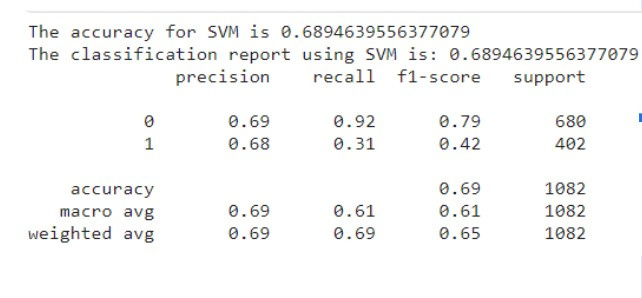 The accuracy for SVM is 0.6894639556377079
The classification report using SVM is: 0.6894639556377079
precision recall f1-score support
0 0.69 0.92 0.79 680
1 0.68 0.31 0.42 402
accuracy 0.69 1082
macro avg 0.69 0.61 0.61 1082
weighted avg 0.69 0.69 0.65 1082